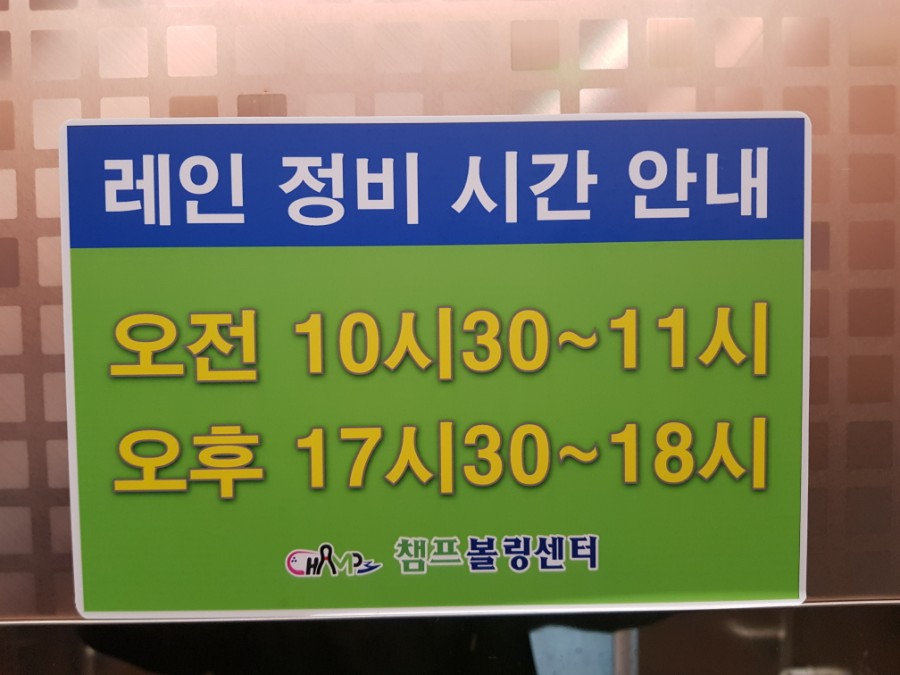 레인 정비 시간 안내
오전 10시30~11시
오후 17시30~18시
CHAMP 챔프볼링센터